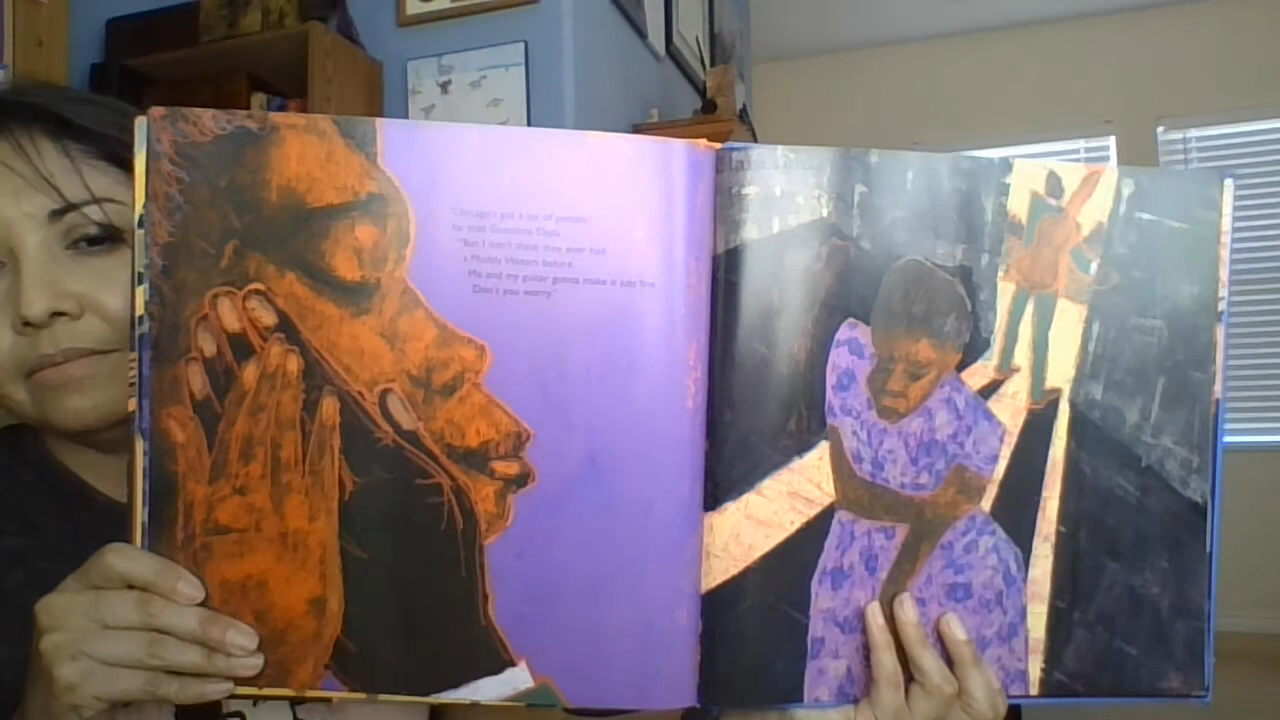 "Chicago's got a lot of people
for real, Grandma Della.
"But I don't think they ever had
a Muddy Waters before.
Me and my guitar gonna make it just fine.
Don't you worry."